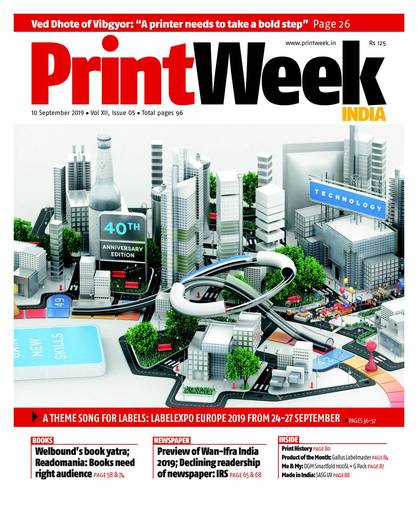 Ved Dhote of Vibgyor: “A printer needs to take a bold step” Page 26
www.printweek.in
Rs 125
PrintWeek
INDIA
10 September 2019 • Vol XII, Issue 05 • Total pages 96
TECHNOLOGY
40TH
ANNIVERSARY
EDITION
49
NEW
SKILLS
A THEME SONG FOR LABELS: LABELEXPO EUROPE 2019 FROM 24-27 SEPTEMBER PAGES 36-57
BOOKS
Welbound's book yatra;
Readomania: Books need
right audience PAGE 58 & 74
NEWSPAPER
Preview of Wan-Ifra India
2019; Declining readership
of newspaper: IRS PAGE 65 & 68
INSIDE
Print History PAGE 80
Product of the Month: Gallus Labelmaster PAGE 84
Me & My: DGM Smartfold 1100SL + G Pack PAGE 87
Made in India: SASG UV PAGE 88